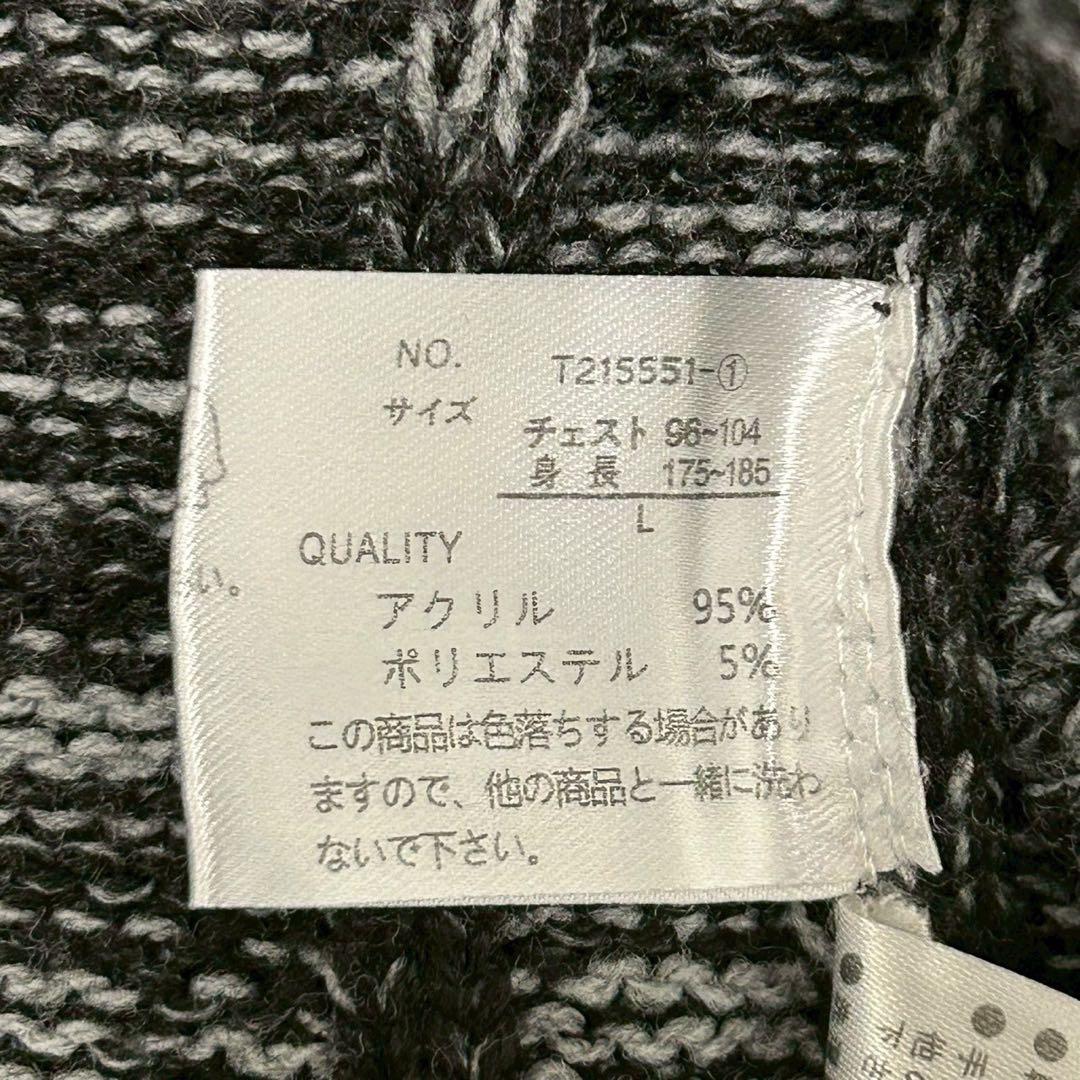 NO. T215551-①
サイズ
チェスト 96~104
身長 175~185
L
QUALITY
い。
アクリル 95%
ポリエステル 5%
この商品は色落ちする場合があり
ますので、他の商品と一緒に洗わ
ないで下さい。